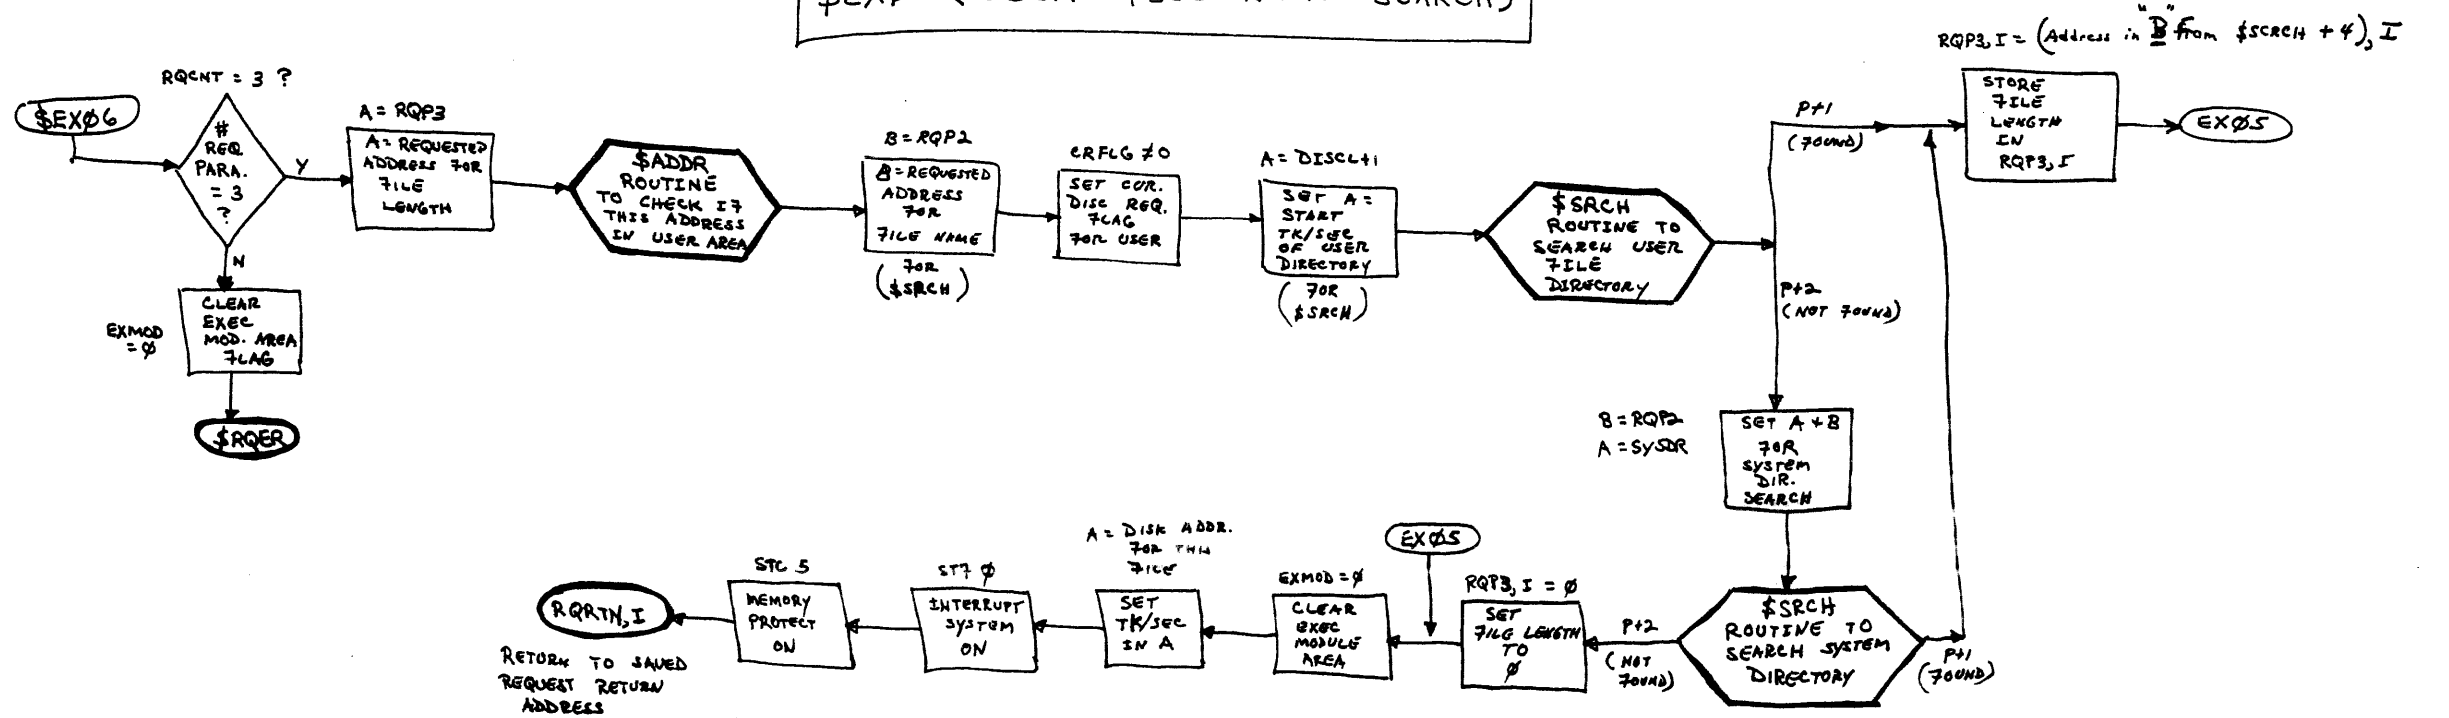 RQP3,I = (Address in "B" from $SCRCH + 4), I
$EX06
RQCNT = 3 ?
#
REQ
PARA.
= 3
?
Y
N
CLEAR
EXEC
MOD. AREA
FLAG
EXMOD
= Ø
$RQER
A = RQP3
A = REQUESTED
ADDRESS FOR
FILE
LENGTH
$ADDR
ROUTINE
TO CHECK IF
THIS ADDRESS
IN USER AREA
B = RQP2
B = REQUESTED
ADDRESS
FOR
FILE NAME
(FOR
$SRCH)
CRFLG ≠ 0
SET CUR.
DISC REQ.
FLAG
FOR USER
A = DISCL+1
SET A =
START
TK/SEC
OF USER
DIRECTORY
(FOR
$SRCH)
$SRCH
ROUTINE TO
SEARCH USER
FILE
DIRECTORY
P+1
(FOUND)
STORE
FILE
LENGTH
IN
RQP3,I
EXØ5
P+2
(NOT FOUND)
B = RQP2
A = SYSDR
SET A + B
FOR
SYSTEM
DIR.
SEARCH
$SRCH
ROUTINE TO
SEARCH SYSTEM
DIRECTORY
P+1
(FOUND)
P+2
(NOT
FOUND)
RQP3,I = Ø
SET
FILE LENGTH
TO
Ø
EXØ5
EXMOD = Ø
CLEAR
EXEC
MODULE
AREA
A = DISK ADDR.
FOR THIS
FILE
SET
TK/SEC
IN A
STF Ø
INTERRUPT
SYSTEM
ON
STC 5
MEMORY
PROTECT
ON
RQRTN,I
RETURN TO SAVED
REQUEST RETURN
ADDRESS